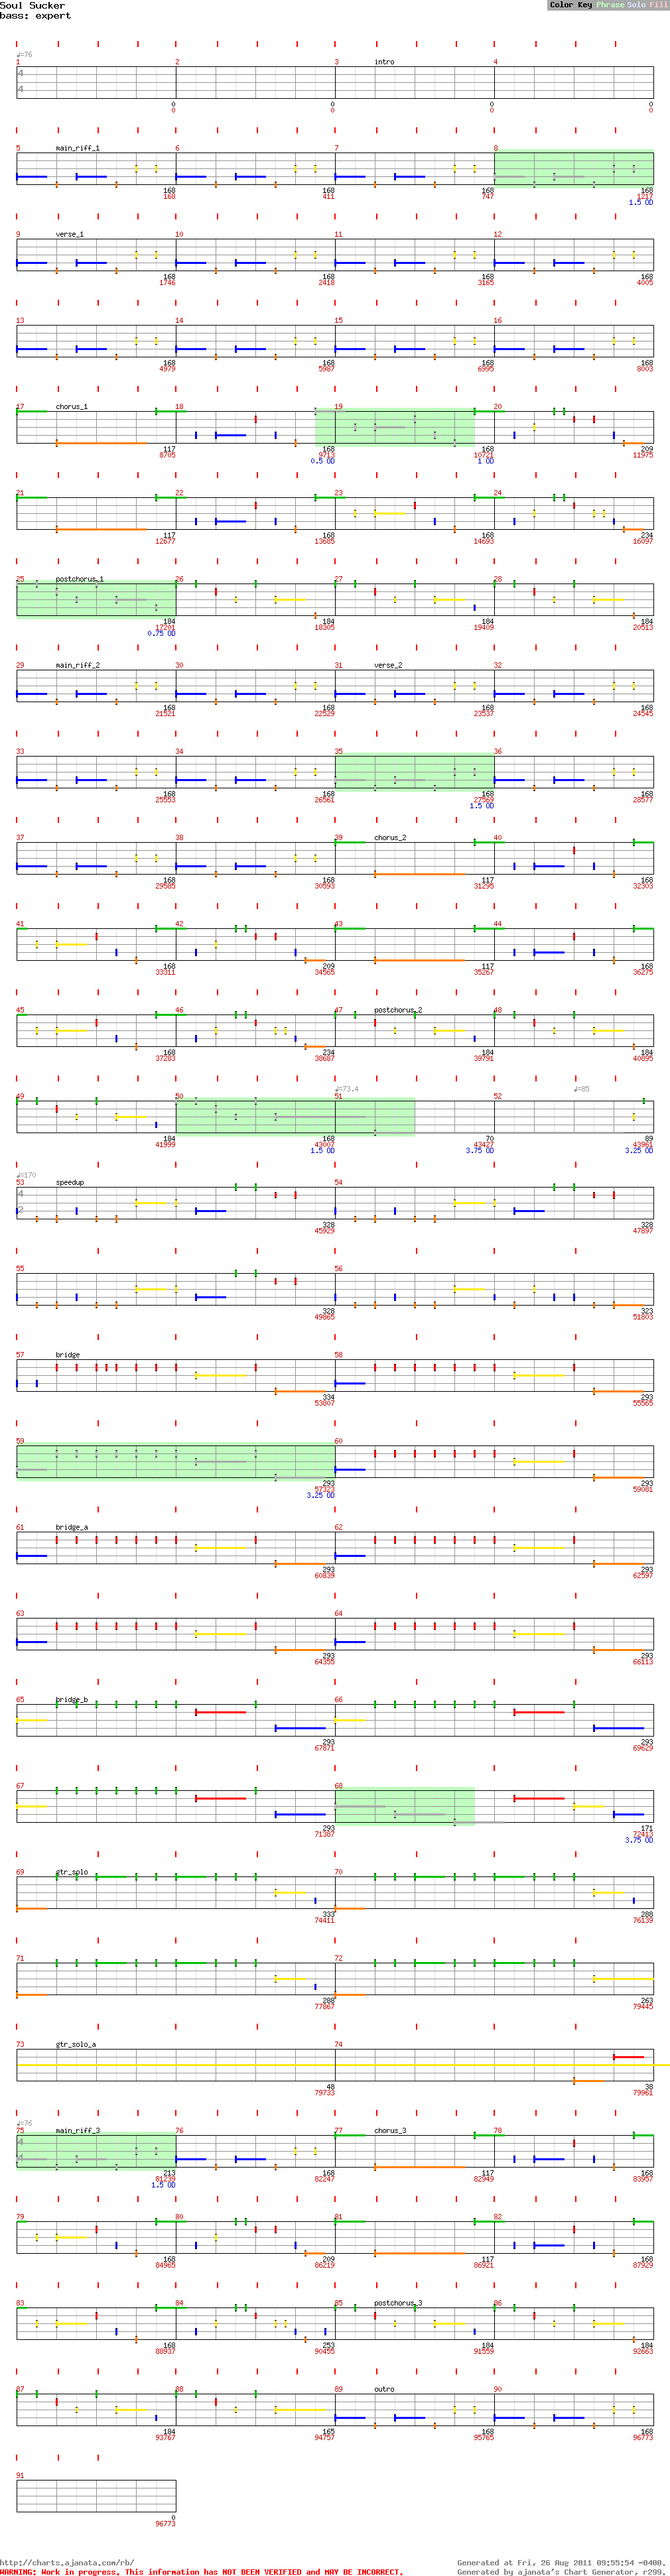 Soul Sucker
bass: expert
Color Key Phrase Solo Fill
♩=76
1 2 3 intro 4
4
4
0 0 0 0
0 0 0 0
5 main_riff_1 6 7 8
168 168 168 168
168 411 747 1217
1.5 OD
9 verse_1 10 11 12
168 168 168 168
1746 2418 3165 4005
13 14 15 16
168 168 168 168
4979 5987 6995 8003
17 chorus_1 18 19 20
117 168 168 209
8705 9713 10721 11975
0.5 OD 1 OD
21 22 23 24
117 168 168 234
12677 13685 14693 16097
25 postchorus_1 26 27 28
184 184 184 184
17201 18305 19409 20513
0.75 OD
29 main_riff_2 30 31 verse_2 32
168 168 168 168
21521 22529 23537 24545
33 34 35 36
168 168 168 168
25553 26561 27569 28577
1.5 OD
37 38 39 chorus_2 40
168 168 117 168
29585 30593 31295 32303
41 42 43 44
168 209 117 168
33311 34565 35267 36275
45 46 47 postchorus_2 48
168 234 184 184
37283 38687 39791 40895
♩=73.4 ♩=85
49 50 51 52
184 168 70 89
41999 43007 43427 43961
1.5 OD 3.75 OD 3.25 OD
♩=170
53 speedup 54
4
2
328 328
45929 47897
55 56
328 323
49865 51803
57 bridge 58
334 293
53807 55565
59 60
293 293
57323 59081
3.25 OD
61 bridge_a 62
293 293
60839 62597
63 64
293 293
64355 66113
65 bridge_b 66
293 293
67871 69629
67 68
293 171
71387 72413
3.75 OD
69 gtr_solo 70
333 288
74411 76139
71 72
288 263
77867 79445
73 gtr_solo_a 74
48 38
79733 79961
♩=76
75 main_riff_3 76 77 chorus_3 78
4
4
213 168 117 168
81239 82247 82949 83957
1.5 OD
79 80 81 82
168 209 117 168
84965 86219 86921 87929
83 84 85 postchorus_3 86
168 253 184 184
88937 90455 91559 92663
87 88 89 outro 90
184 165 168 168
93767 94757 95765 96773
91
0
96773
http://charts.ajanata.com/rb/ Generated at Fri, 26 Aug 2011 09:55:54 -0400.
WARNING: Work in progress. This information has NOT BEEN VERIFIED and MAY BE INCORRECT. Generated by ajanata's Chart Generator, r299.